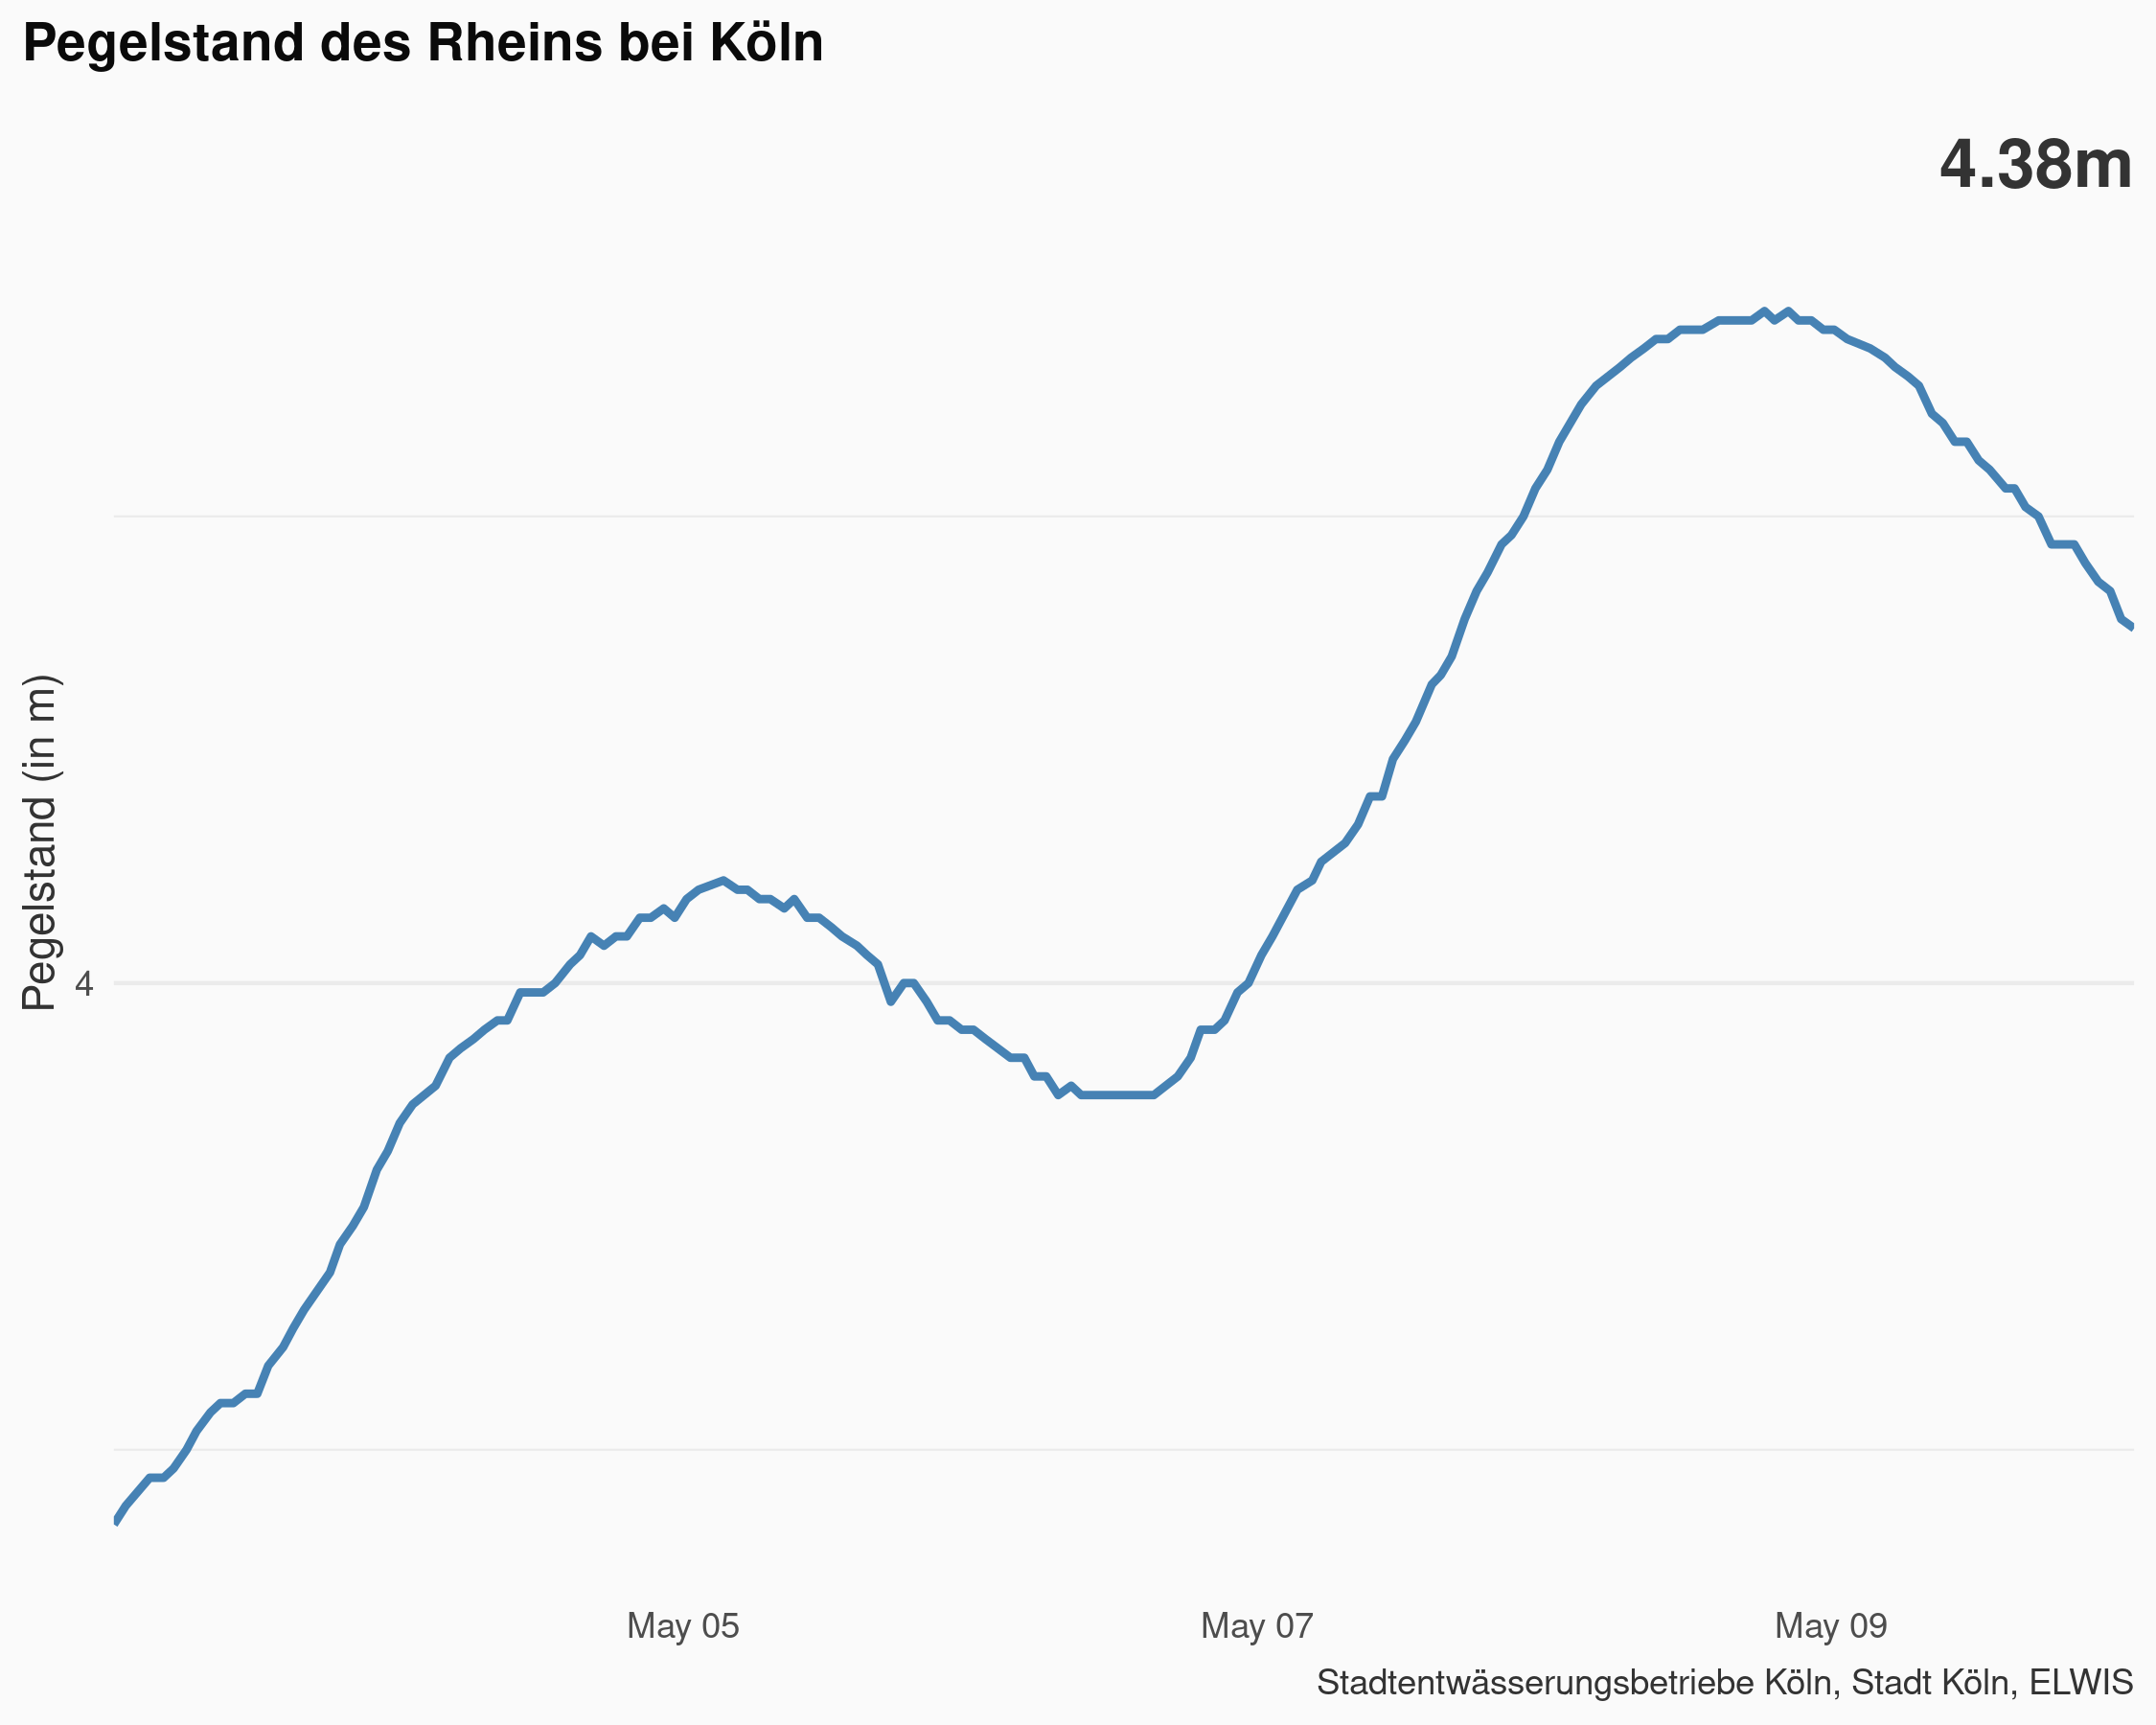 Pegelstand des Rheins bei Köln
4.38m
Pegelstand (in m)
4
May 05
May 07
May 09
Stadtentwässerungsbetriebe Köln, Stadt Köln, ELWIS